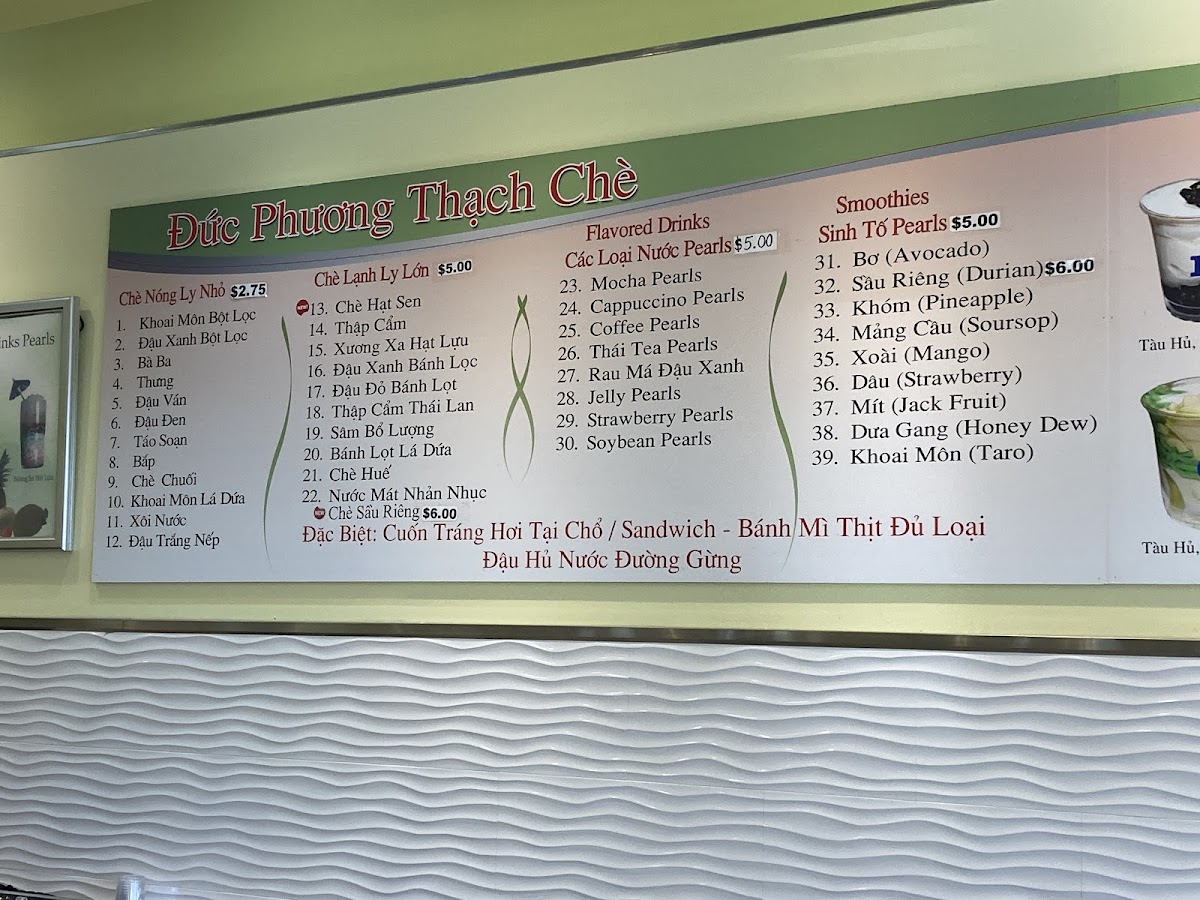 Đức Phương Thạch Chè
Chè Nóng Ly Nhỏ $2.75
1. Khoai Môn Bột Lọc
2. Đậu Xanh Bột Lọc
3. Bà Ba
4. Thưng
5. Đậu Ván
6. Đậu Đen
7. Táo Soạn
8. Bắp
9. Chè Chuối
10. Khoai Môn Lá Dứa
11. Xôi Nước
12. Đậu Trắng Nếp
Chè Lạnh Ly Lớn $5.00
13. Chè Hạt Sen
14. Thập Cẩm
15. Xương Xa Hạt Lựu
16. Đậu Xanh Bánh Lọc
17. Đậu Đỏ Bánh Lọt
18. Thập Cẩm Thái Lan
19. Sâm Bổ Lượng
20. Bánh Lọt Lá Dứa
21. Chè Huế
22. Nước Mát Nhãn Nhục
Chè Sầu Riêng $6.00
Flavored Drinks
Các Loại Nước Pearls $5.00
23. Mocha Pearls
24. Cappuccino Pearls
25. Coffee Pearls
26. Thái Tea Pearls
27. Rau Má Đậu Xanh
28. Jelly Pearls
29. Strawberry Pearls
30. Soybean Pearls
Smoothies
Sinh Tố Pearls $5.00
31. Bơ (Avocado)
32. Sầu Riêng (Durian) $6.00
33. Khóm (Pineapple)
34. Mảng Cầu (Soursop)
35. Xoài (Mango)
36. Dâu (Strawberry)
37. Mít (Jack Fruit)
38. Dưa Gang (Honey Dew)
39. Khoai Môn (Taro)
Đặc Biệt: Cuốn Tráng Hơi Tại Chổ / Sandwich - Bánh Mì Thịt Đủ Loại
Đậu Hủ Nước Đường Gừng
inks Pearls
Tàu Hủ,
Tàu Hủ,